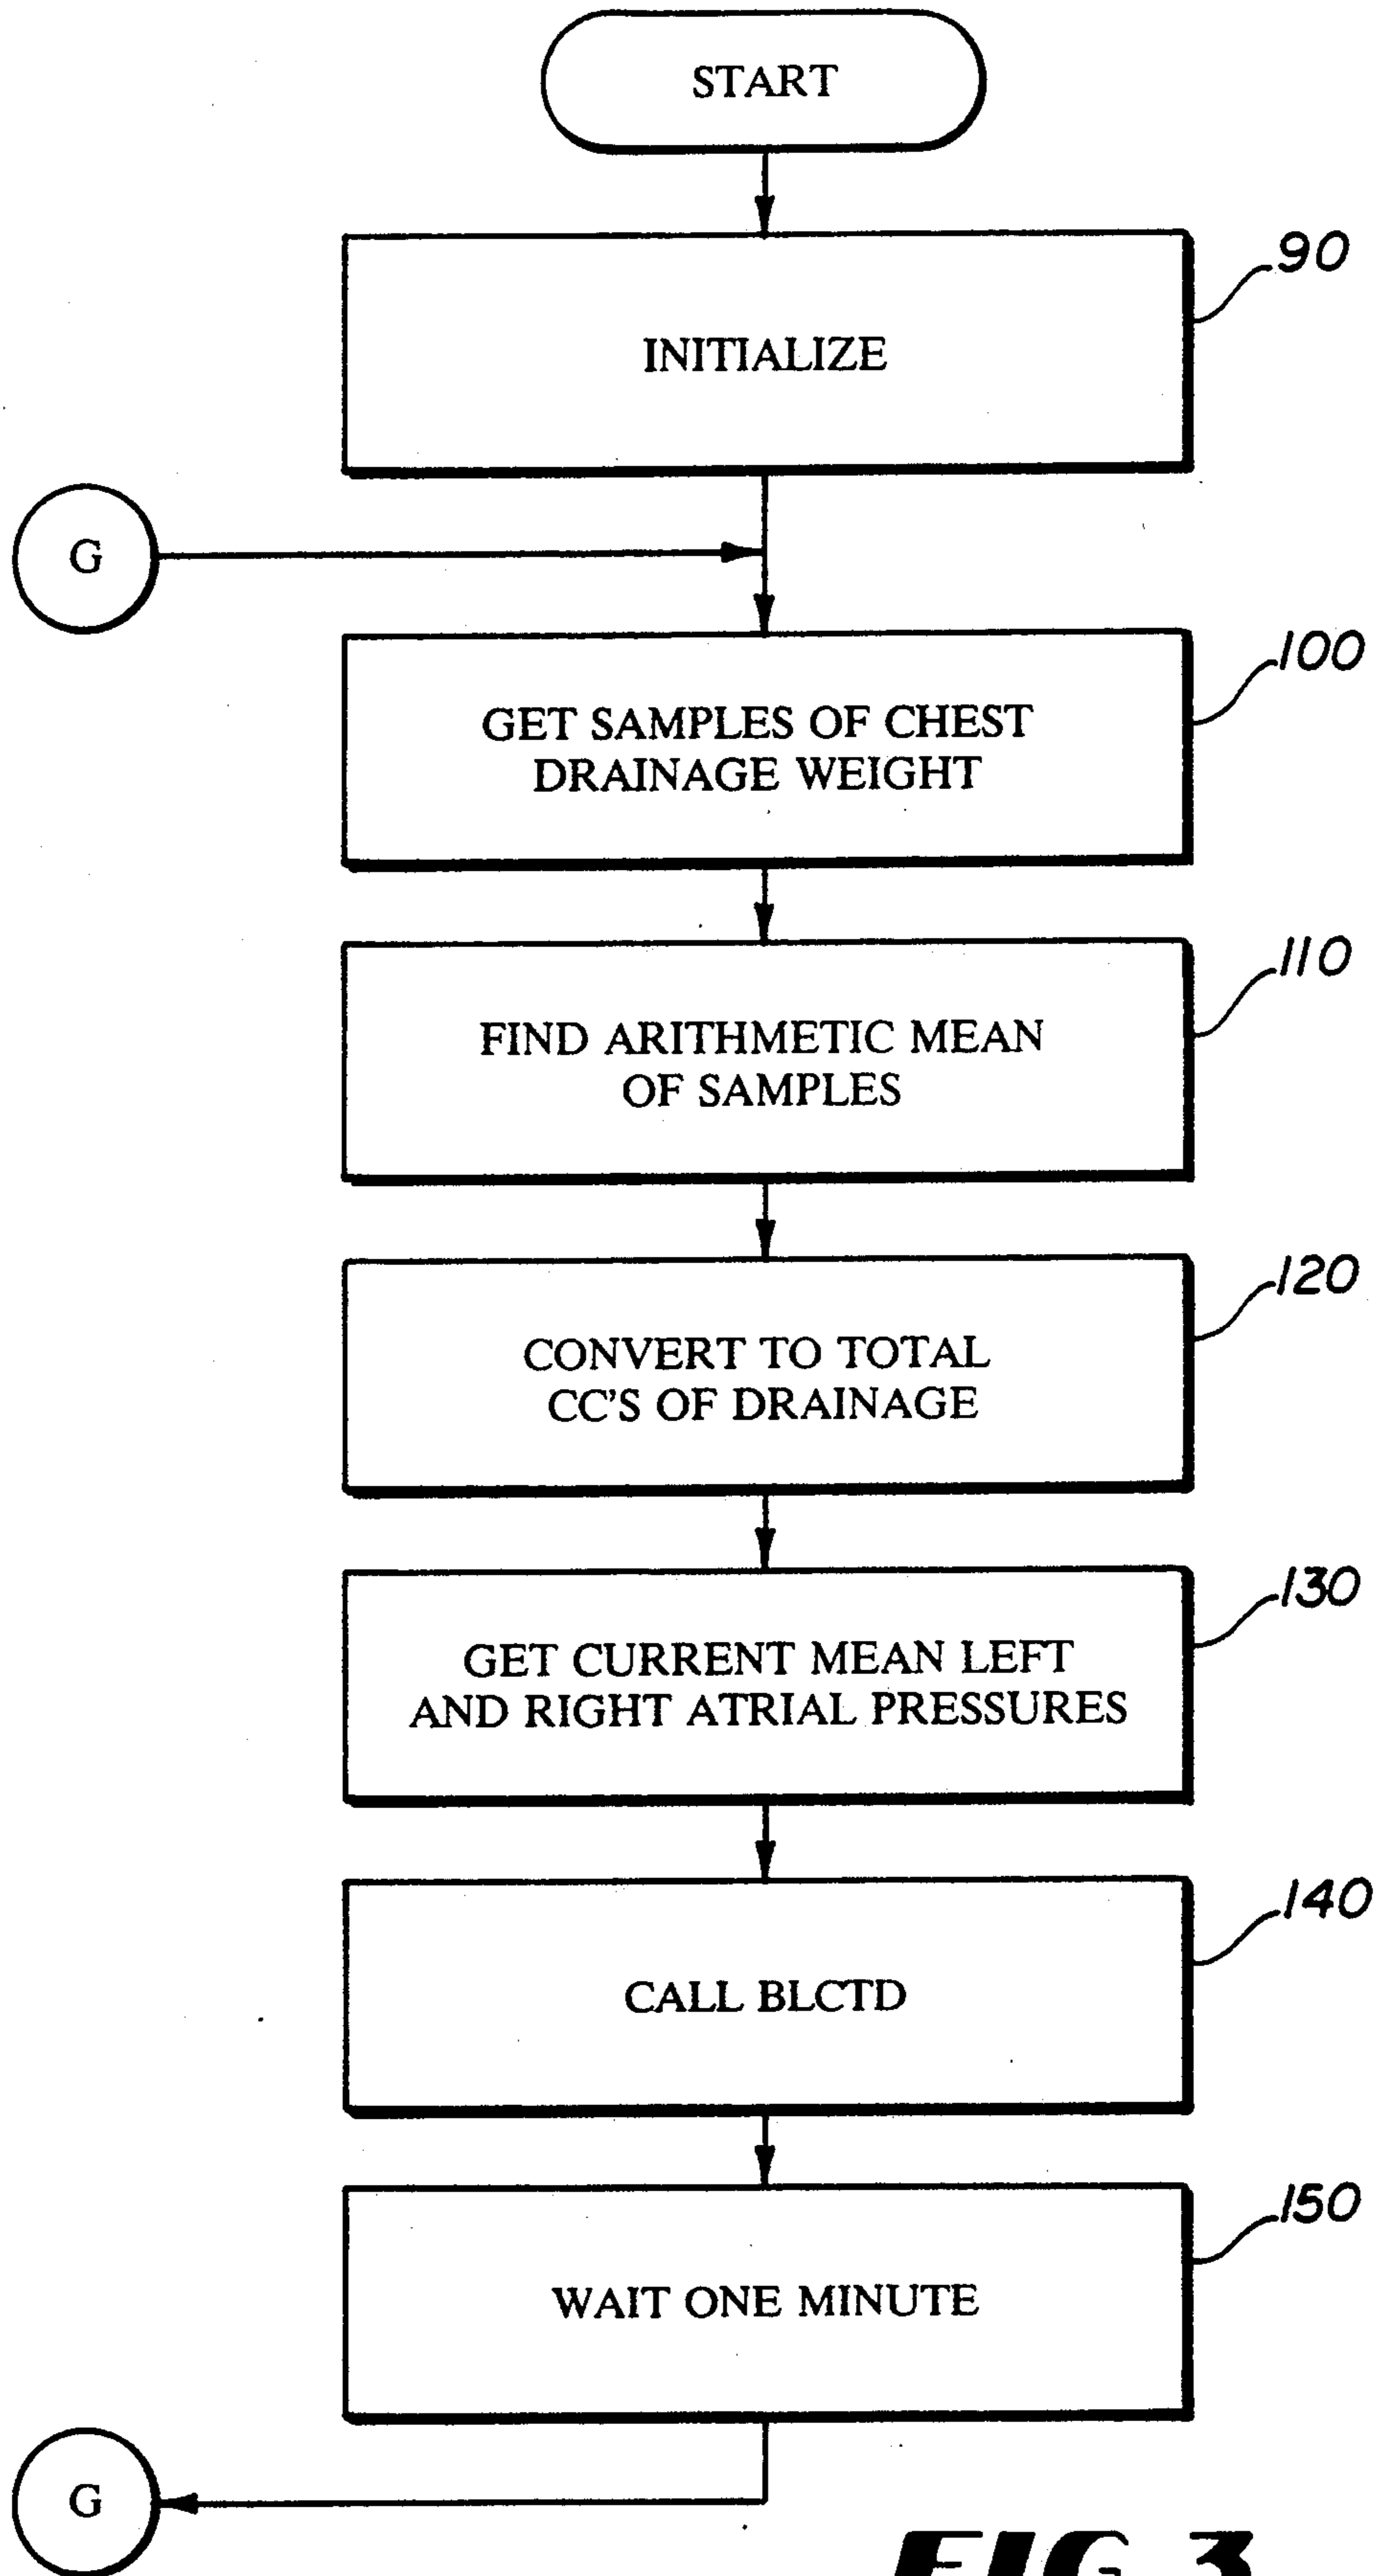 START
90
INITIALIZE
G
100
GET SAMPLES OF CHEST
DRAINAGE WEIGHT
110
FIND ARITHMETIC MEAN
OF SAMPLES
120
CONVERT TO TOTAL
CC'S OF DRAINAGE
130
GET CURRENT MEAN LEFT
AND RIGHT ATRIAL PRESSURES
140
CALL BLCTD
150
WAIT ONE MINUTE
G
FIG 3